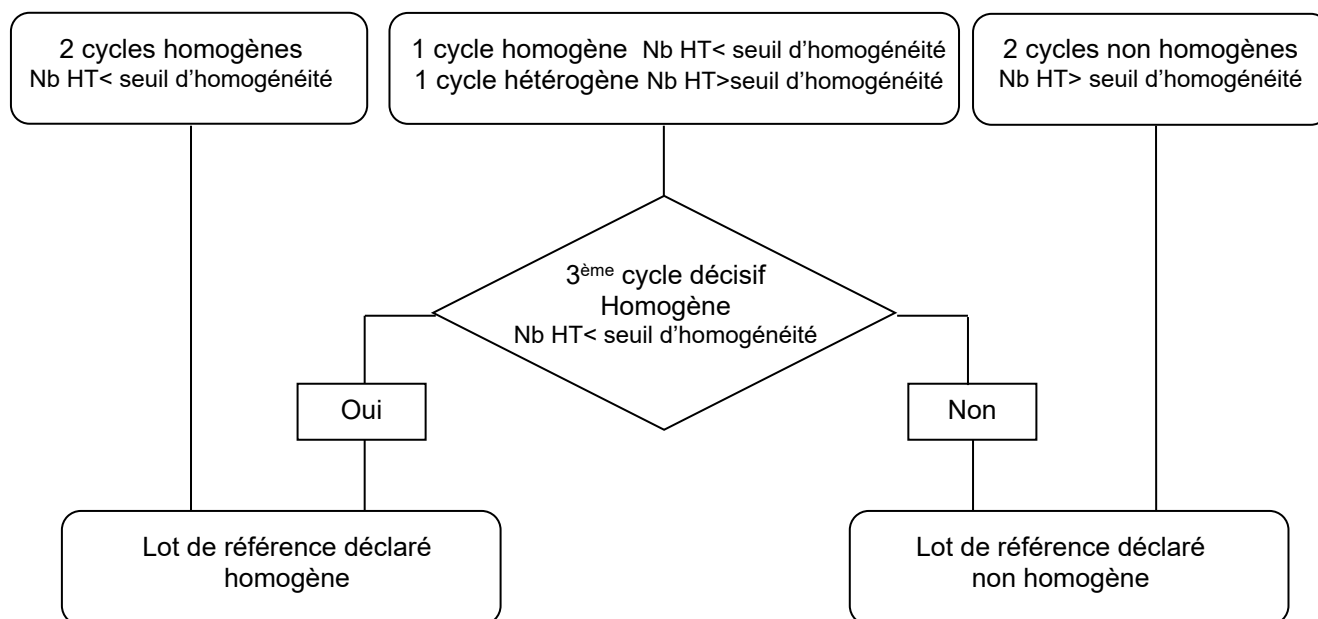 2 cycles homogènes
Nb HT< seuil d’homogénéité
1 cycle homogène Nb HT< seuil d’homogénéité
1 cycle hétérogène Nb HT>seuil d’homogénéité
2 cycles non homogènes
Nb HT> seuil d’homogénéité
3ème cycle décisif
Homogène
Nb HT< seuil d’homogénéité
Oui
Non
Lot de référence déclaré
homogène
Lot de référence déclaré
non homogène